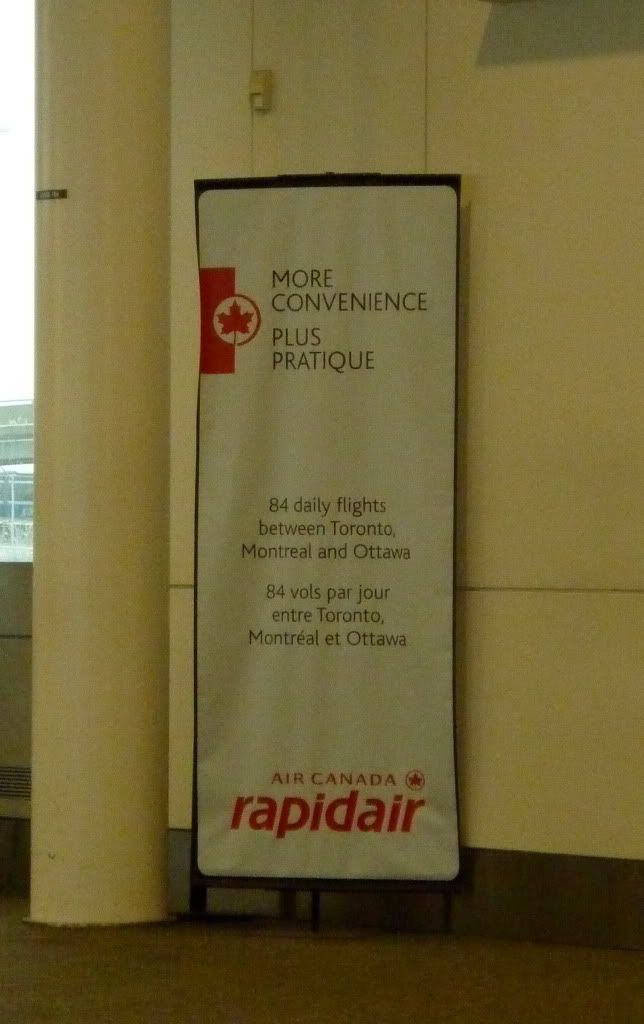 MORE
CONVENIENCE
PLUS
PRATIQUE
84 daily flights
between Toronto,
Montreal and Ottawa
84 vols par jour
entre Toronto,
Montréal et Ottawa
AIR CANADA
rapidair